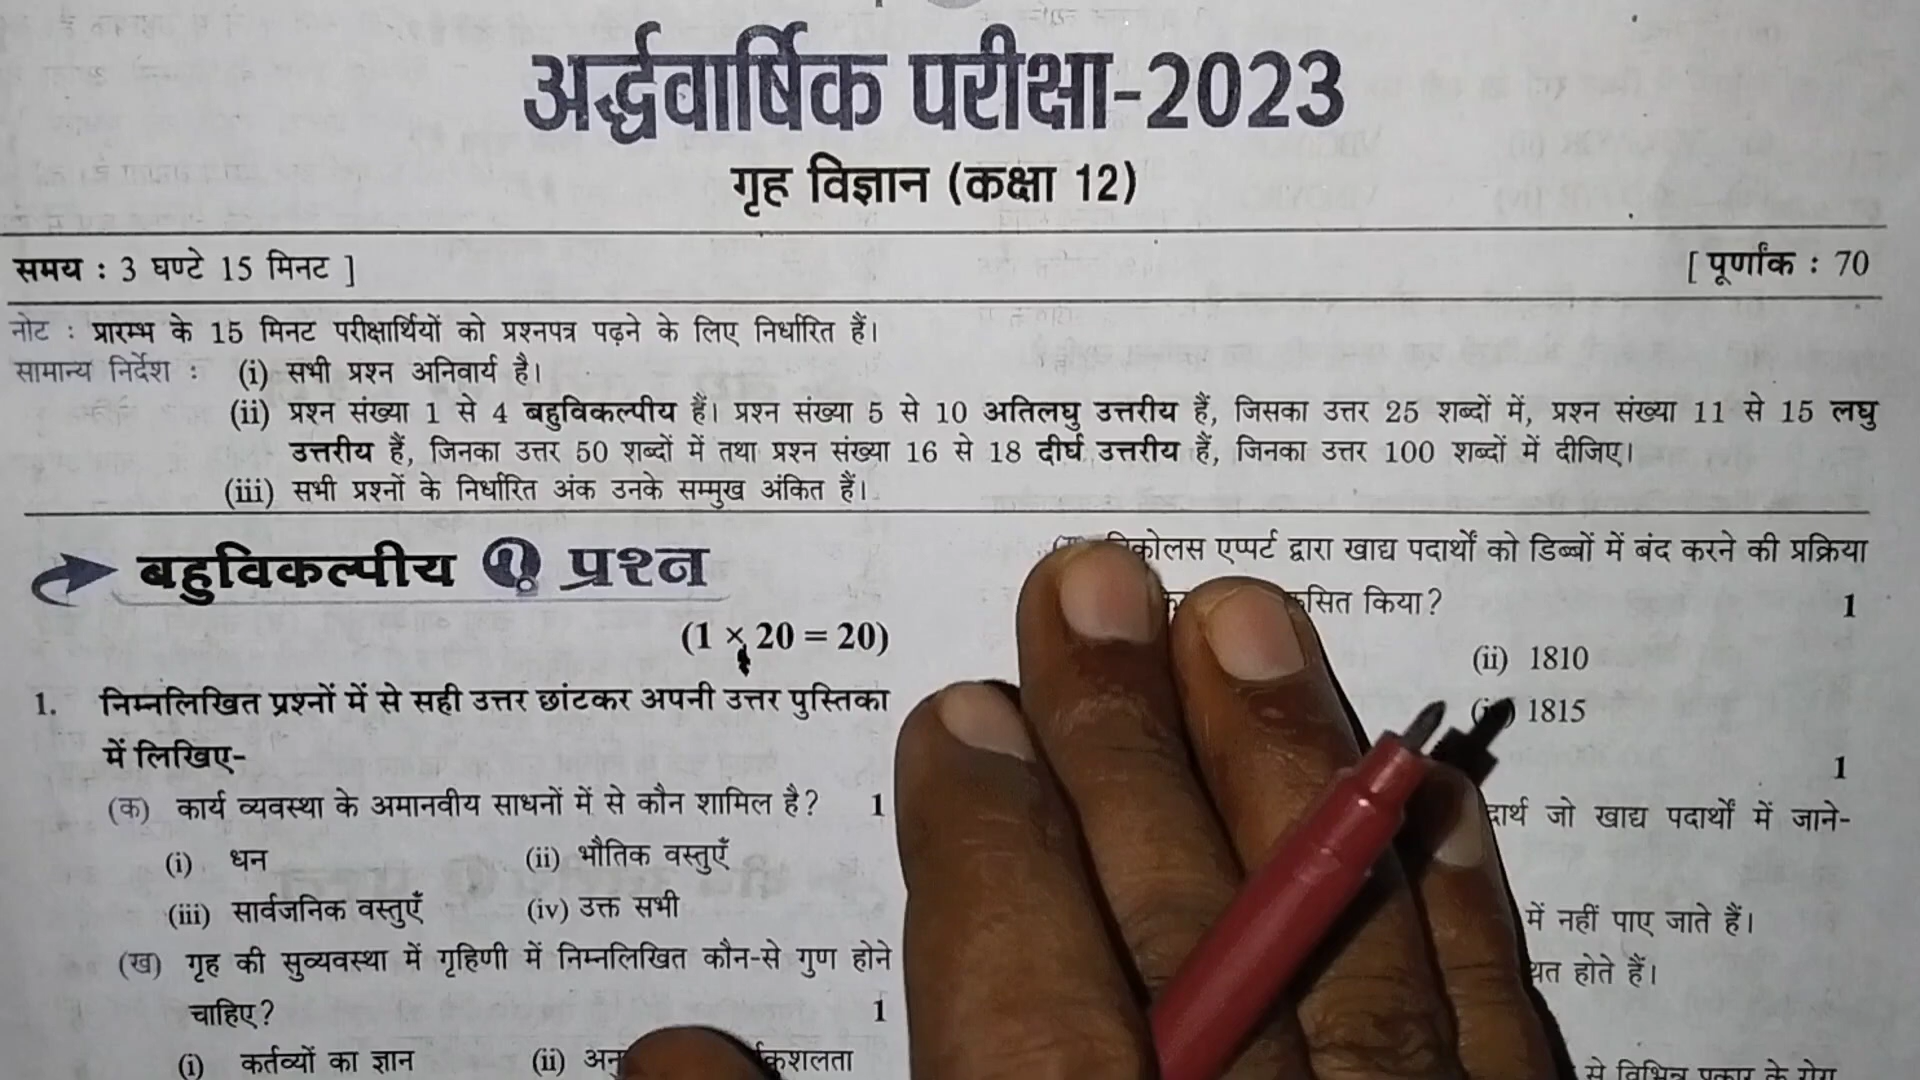 अर्द्धवार्षिक परीक्षा-2023
गृह विज्ञान (कक्षा 12)
समय : 3 घण्टे 15 मिनट ]
[ पूर्णांक : 70
नोट : प्रारम्भ के 15 मिनट परीक्षार्थियों को प्रश्नपत्र पढ़ने के लिए निर्धारित हैं।
सामान्य निर्देश : (i) सभी प्रश्न अनिवार्य है।
(ii) प्रश्न संख्या 1 से 4 बहुविकल्पीय हैं। प्रश्न संख्या 5 से 10 अतिलघु उत्तरीय हैं, जिसका उत्तर 25 शब्दों में, प्रश्न संख्या 11 से 15 लघु
उत्तरीय हैं, जिनका उत्तर 50 शब्दों में तथा प्रश्न संख्या 16 से 18 दीर्घ उत्तरीय हैं, जिनका उत्तर 100 शब्दों में दीजिए।
(iii) सभी प्रश्नों के निर्धारित अंक उनके सम्मुख अंकित हैं।
बहुविकल्पीय ? प्रश्न
(1 × 20 = 20)
1. निम्नलिखित प्रश्नों में से सही उत्तर छांटकर अपनी उत्तर पुस्तिका
में लिखिए-
(क) कार्य व्यवस्था के अमानवीय साधनों में से कौन शामिल है? 1
(i) धन (ii) भौतिक वस्तुएँ
(iii) सार्वजनिक वस्तुएँ (iv) उक्त सभी
(ख) गृह की सुव्यवस्था में गृहिणी में निम्नलिखित कौन-से गुण होने
चाहिए? 1
(i) कर्तव्यों का ज्ञान (ii)
एप्पर्ट द्वारा खाद्य पदार्थों को डिब्बों में बंद करने की प्रक्रिया
किया? 1
(ii) 1810
1815
1
जो खाद्य पदार्थों में जाने-
में नहीं पाए जाते हैं।
होते हैं।
से विभिन्न प्रकार के रोग